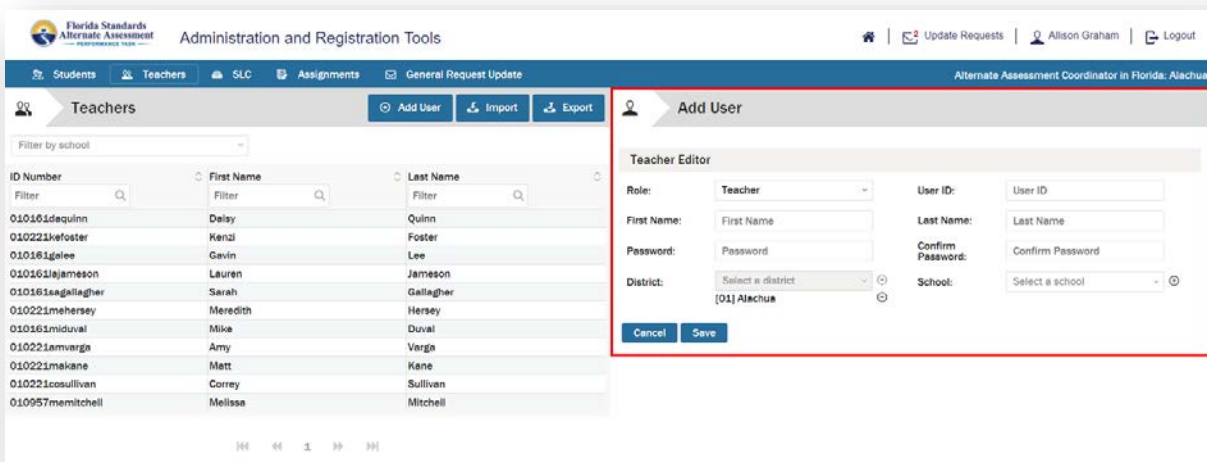 Florida Standards
Alternate Assessment
PERFORMANCE TASK
Administration and Registration Tools
2 Update Requests
Allison Graham
Logout
Students Teachers SLC Assignments General Request Update
Alternate Assessment Coordinator in Florida: Alachua
Teachers
Add User Import Export
Filter by school
ID Number First Name Last Name
Filter Filter Filter
010161daquinn Daisy Quinn
010221kefoster Kenzi Foster
010161galee Gavin Lee
010161lajameson Lauren Jameson
010161sagallagher Sarah Gallagher
010221mehersey Meredith Hersey
010161miduval Mike Duval
010221amvarga Amy Varga
010221makane Matt Kane
010221cosullivan Correy Sullivan
010957memitchell Melissa Mitchell
1
Add User
Teacher Editor
Role: Teacher User ID: User ID
First Name: First Name Last Name: Last Name
Password: Password Confirm Password: Confirm Password
District: Select a district School: Select a school
[01] Alachua
Cancel Save